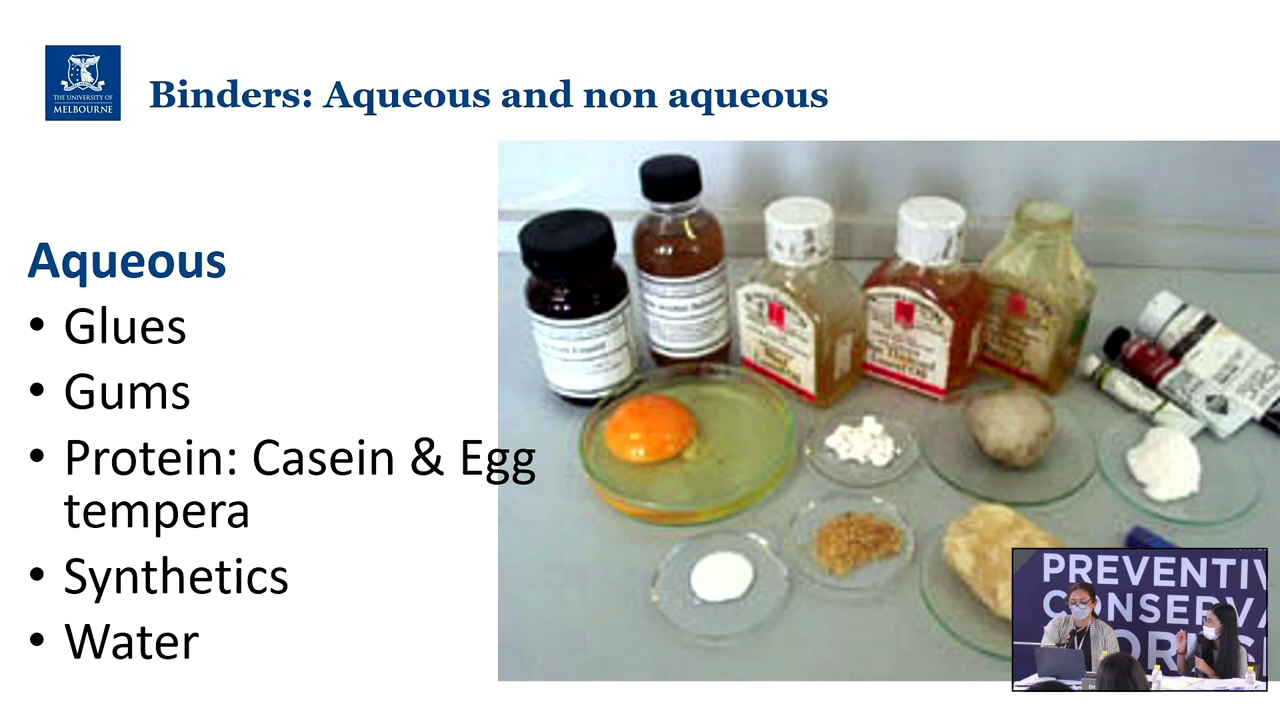 THE UNIVERSITY OF
MELBOURNE
Binders: Aqueous and non aqueous
Aqueous
• Glues
• Gums
• Protein: Casein & Egg
tempera
• Synthetics
• Water
PREVENTIV
CONSERVA